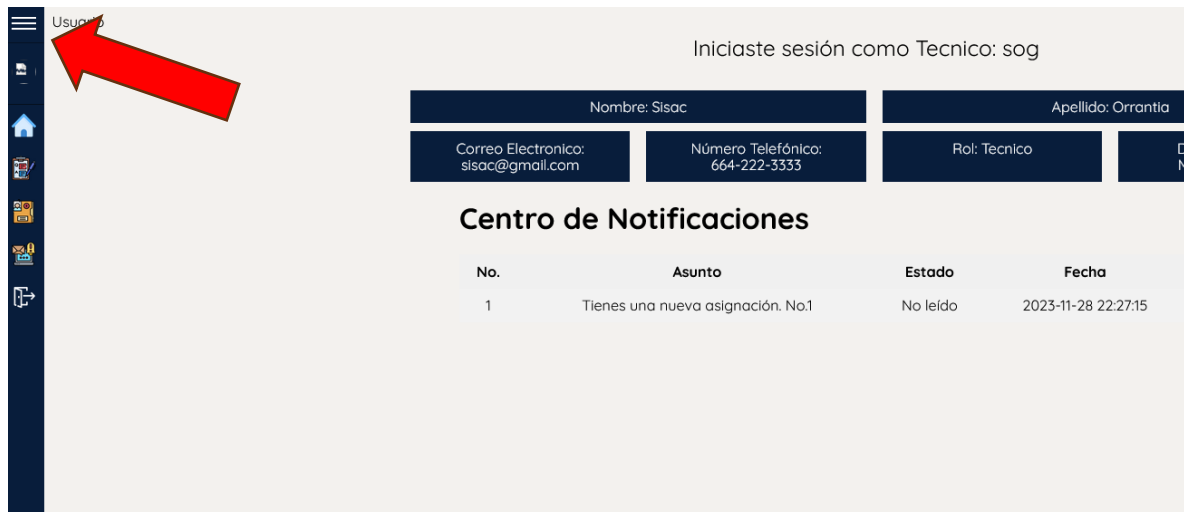 Usuario
Iniciaste sesión como Tecnico: sog
Nombre: Sisac
Apellido: Orrantia
Correo Electronico:
sisac@gmail.com
Número Telefónico:
664-222-3333
Rol: Tecnico
Centro de Notificaciones
No. Asunto Estado Fecha
1 Tienes una nueva asignación. No.1 No leído 2023-11-28 22:27:15